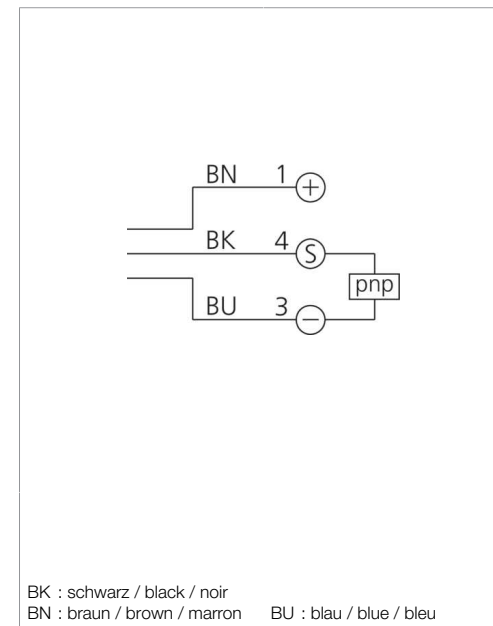 BN 1 +
BK 4 S
pnp
BU 3 −
BK : schwarz / black / noir
BN : braun / brown / marron BU : blau / blue / bleu